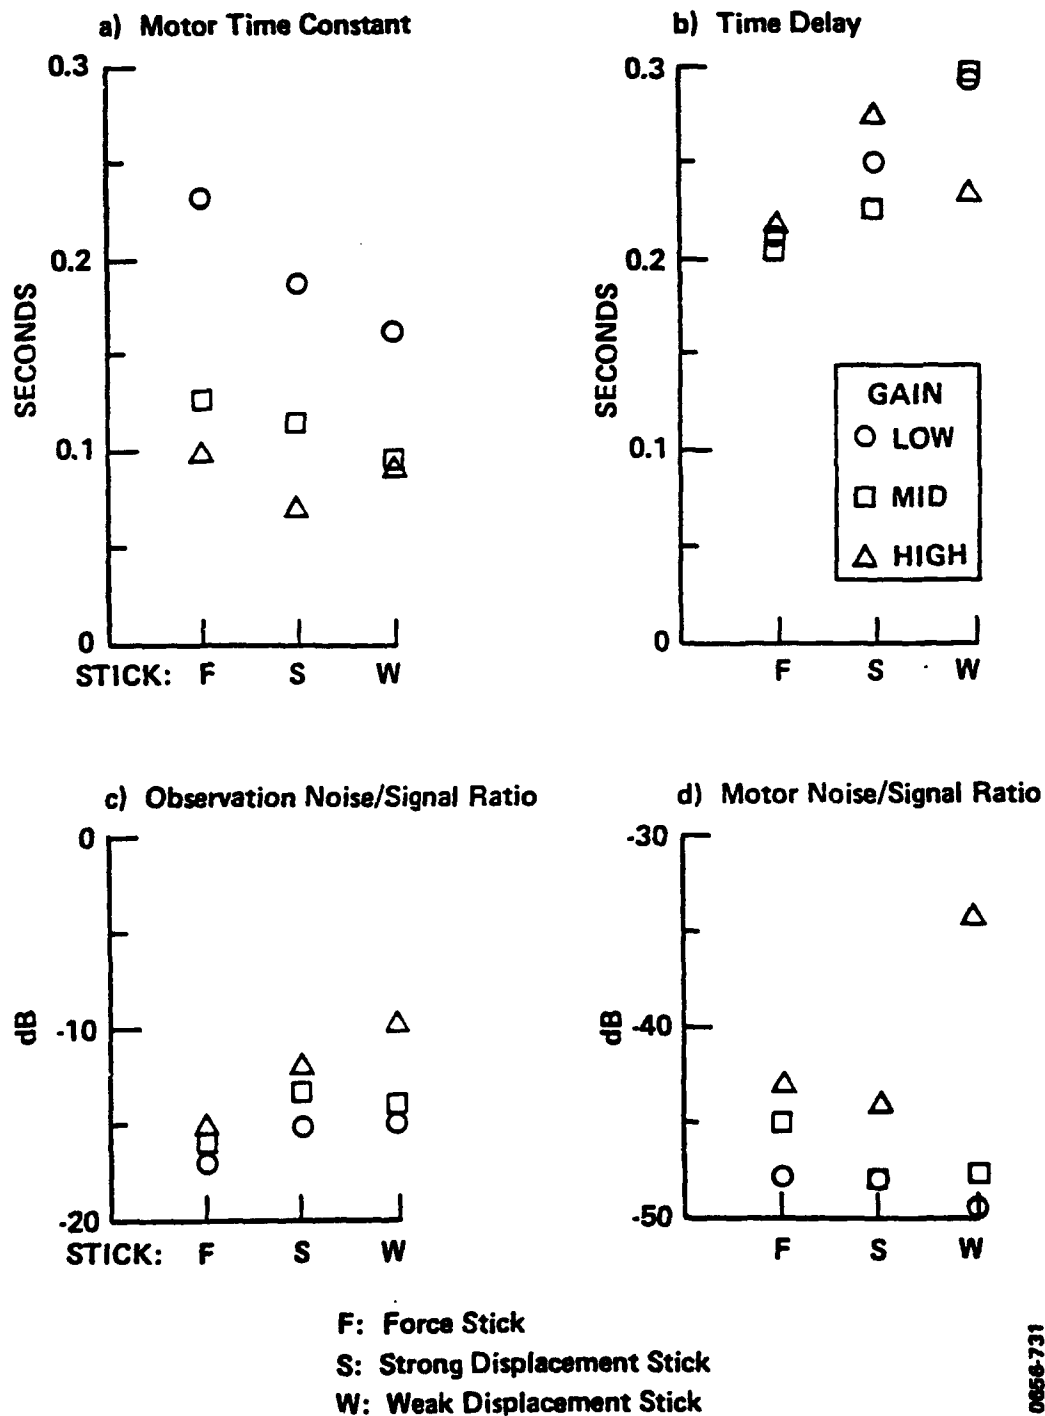 a) Motor Time Constant
0.3
0.2
0.1
0
SECONDS
STICK: F S W
b) Time Delay
0.3
0.2
0.1
0
SECONDS
F S W
GAIN
LOW
MID
HIGH
c) Observation Noise/Signal Ratio
0
-10
-20
dB
STICK: F S W
d) Motor Noise/Signal Ratio
-30
-40
-50
dB
F S W
F: Force Stick
S: Strong Displacement Stick
W: Weak Displacement Stick
0656-731